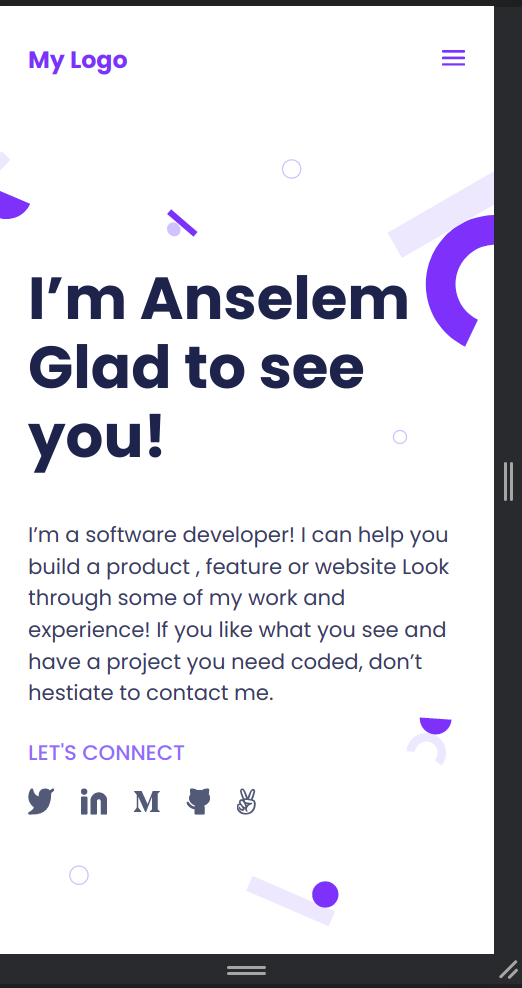 My Logo
I’m Anselem
Glad to see
you!
I’m a software developer! I can help you
build a product , feature or website Look
through some of my work and
experience! If you like what you see and
have a project you need coded, don’t
hestiate to contact me.
LET'S CONNECT